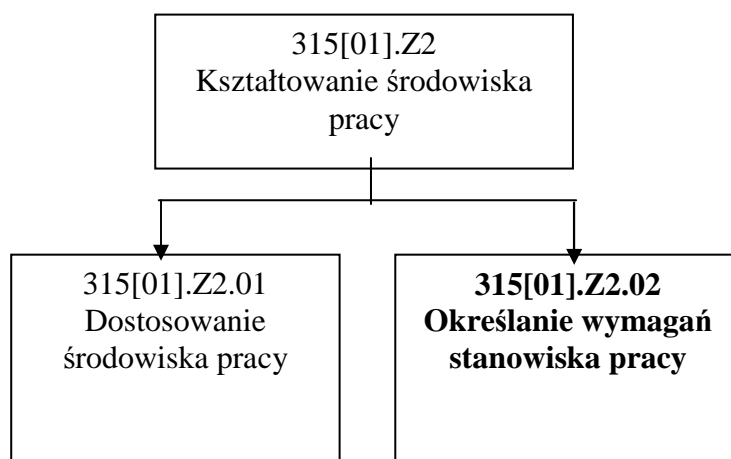 315[01].Z2
Kształtowanie środowiska
pracy
315[01].Z2.01
Dostosowanie
środowiska pracy
315[01].Z2.02
Określanie wymagań
stanowiska pracy